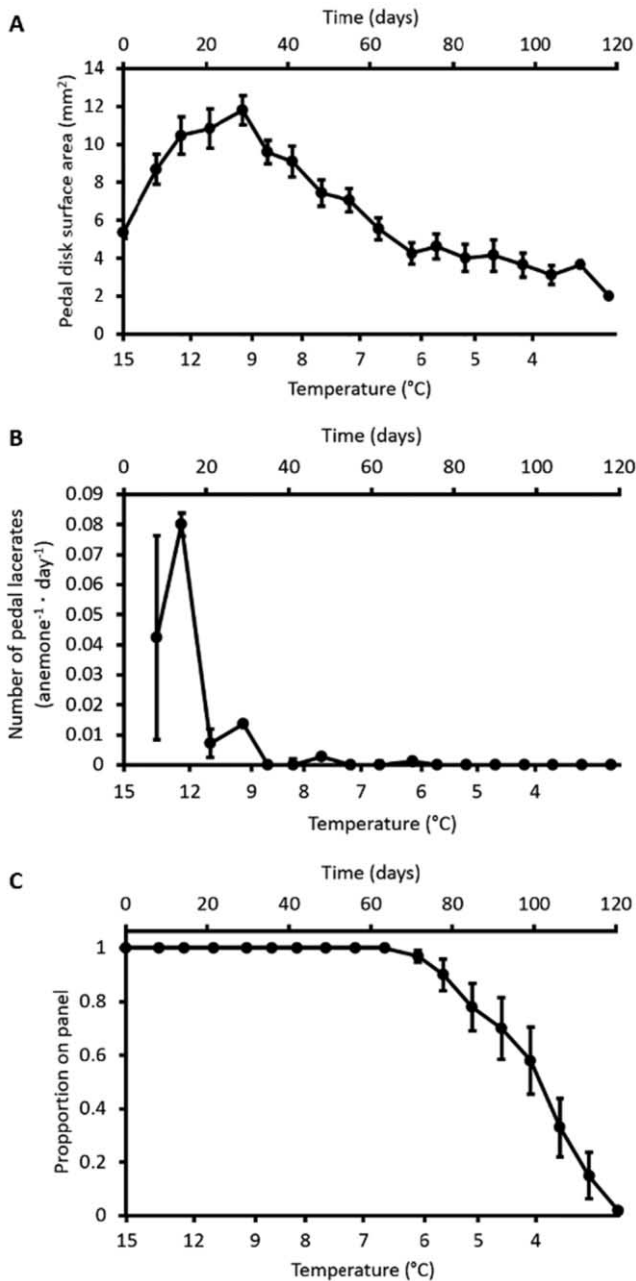 A
Time (days)
0 20 40 60 80 100 120
Pedal disk surface area (mm²)
14
12
10
8
6
4
2
0
15 12 9 8 7 6 5 4
Temperature (°C)
B
Time (days)
0 20 40 60 80 100 120
Number of pedal lacerates
(anemone⁻¹ · day⁻¹)
0.09
0.08
0.07
0.06
0.05
0.04
0.03
0.02
0.01
0
15 12 9 8 7 6 5 4
Temperature (°C)
C
Time (days)
0 20 40 60 80 100 120
Propportion on panel
1
0.8
0.6
0.4
0.2
0
15 12 9 8 7 6 5 4
Temperature (°C)